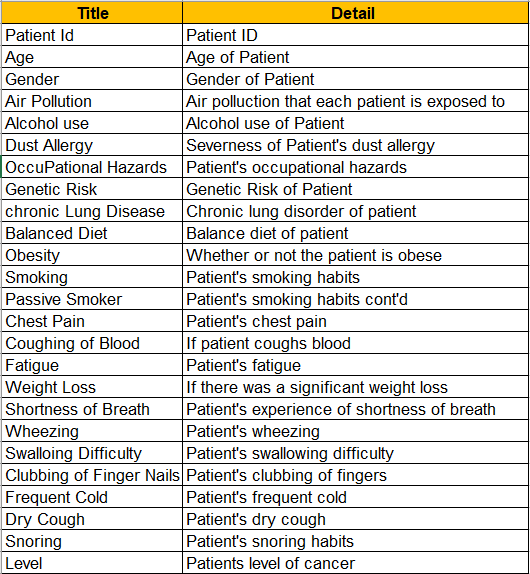 Title Detail
Patient Id Patient ID
Age Age of Patient
Gender Gender of Patient
Air Pollution Air polluction that each patient is exposed to
Alcohol use Alcohol use of Patient
Dust Allergy Severness of Patient's dust allergy
OccuPational Hazards Patient's occupational hazards
Genetic Risk Genetic Risk of Patient
chronic Lung Disease Chronic lung disorder of patient
Balanced Diet Balance diet of patient
Obesity Whether or not the patient is obese
Smoking Patient's smoking habits
Passive Smoker Patient's smoking habits cont'd
Chest Pain Patient's chest pain
Coughing of Blood If patient coughs blood
Fatigue Patient's fatigue
Weight Loss If there was a significant weight loss
Shortness of Breath Patient's experience of shortness of breath
Wheezing Patient's wheezing
Swalloing Difficulty Patient's swallowing difficulty
Clubbing of Finger Nails Patient's clubbing of fingers
Frequent Cold Patient's frequent cold
Dry Cough Patient's dry cough
Snoring Patient's snoring habits
Level Patients level of cancer